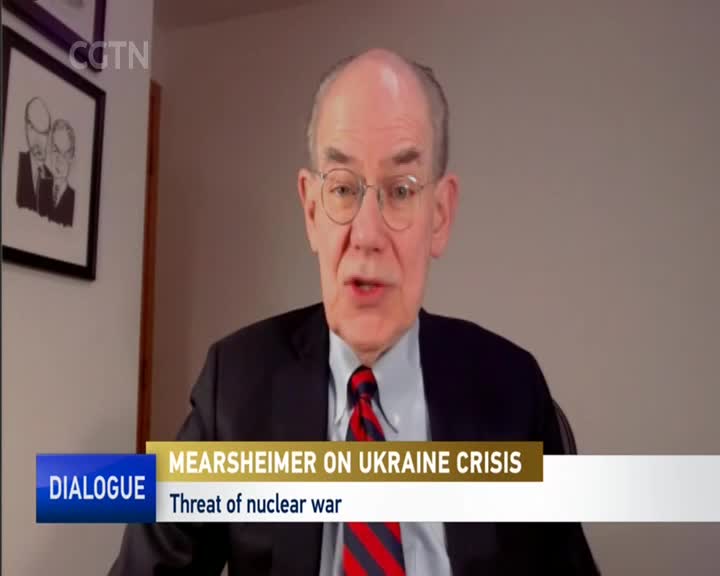 CGTN
MEARSHEIMER ON UKRAINE CRISIS
DIALOGUE
Threat of nuclear war